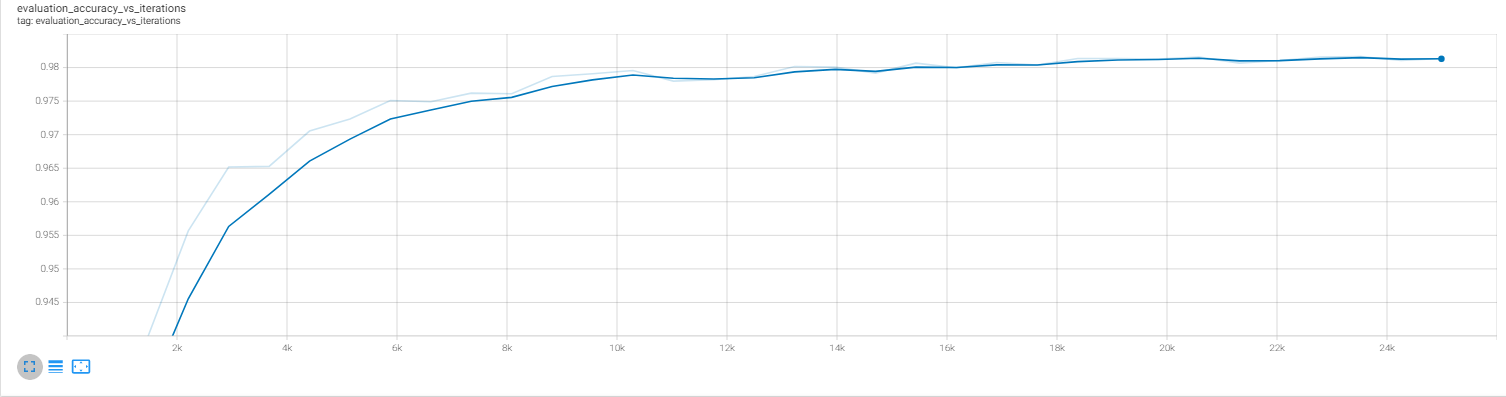 evaluation_accuracy_vs_iterations
tag: evaluation_accuracy_vs_iterations
0.98
0.975
0.97
0.965
0.96
0.955
0.95
0.945
2k 4k 6k 8k 10k 12k 14k 16k 18k 20k 22k 24k